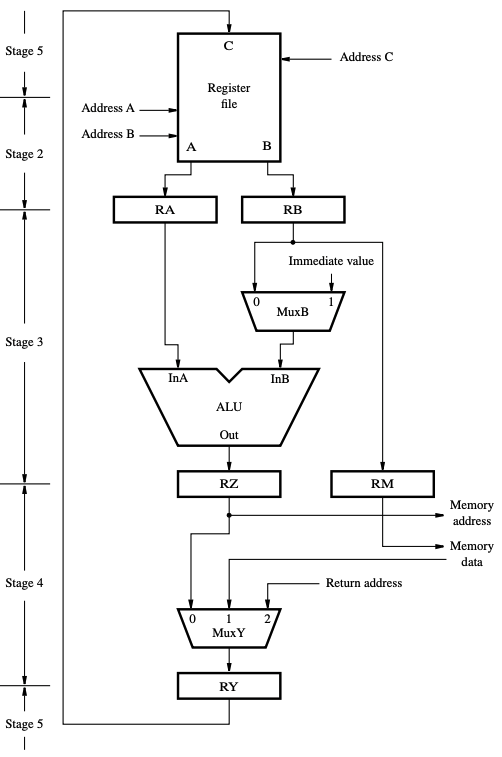 Stage 5
C
Address C
Register
file
Address A
Address B
Stage 2
A
B
RA
RB
Immediate value
0
1
MuxB
Stage 3
InA
InB
ALU
Out
RZ
RM
Memory
address
Memory
data
Stage 4
Return address
0
1
2
MuxY
RY
Stage 5